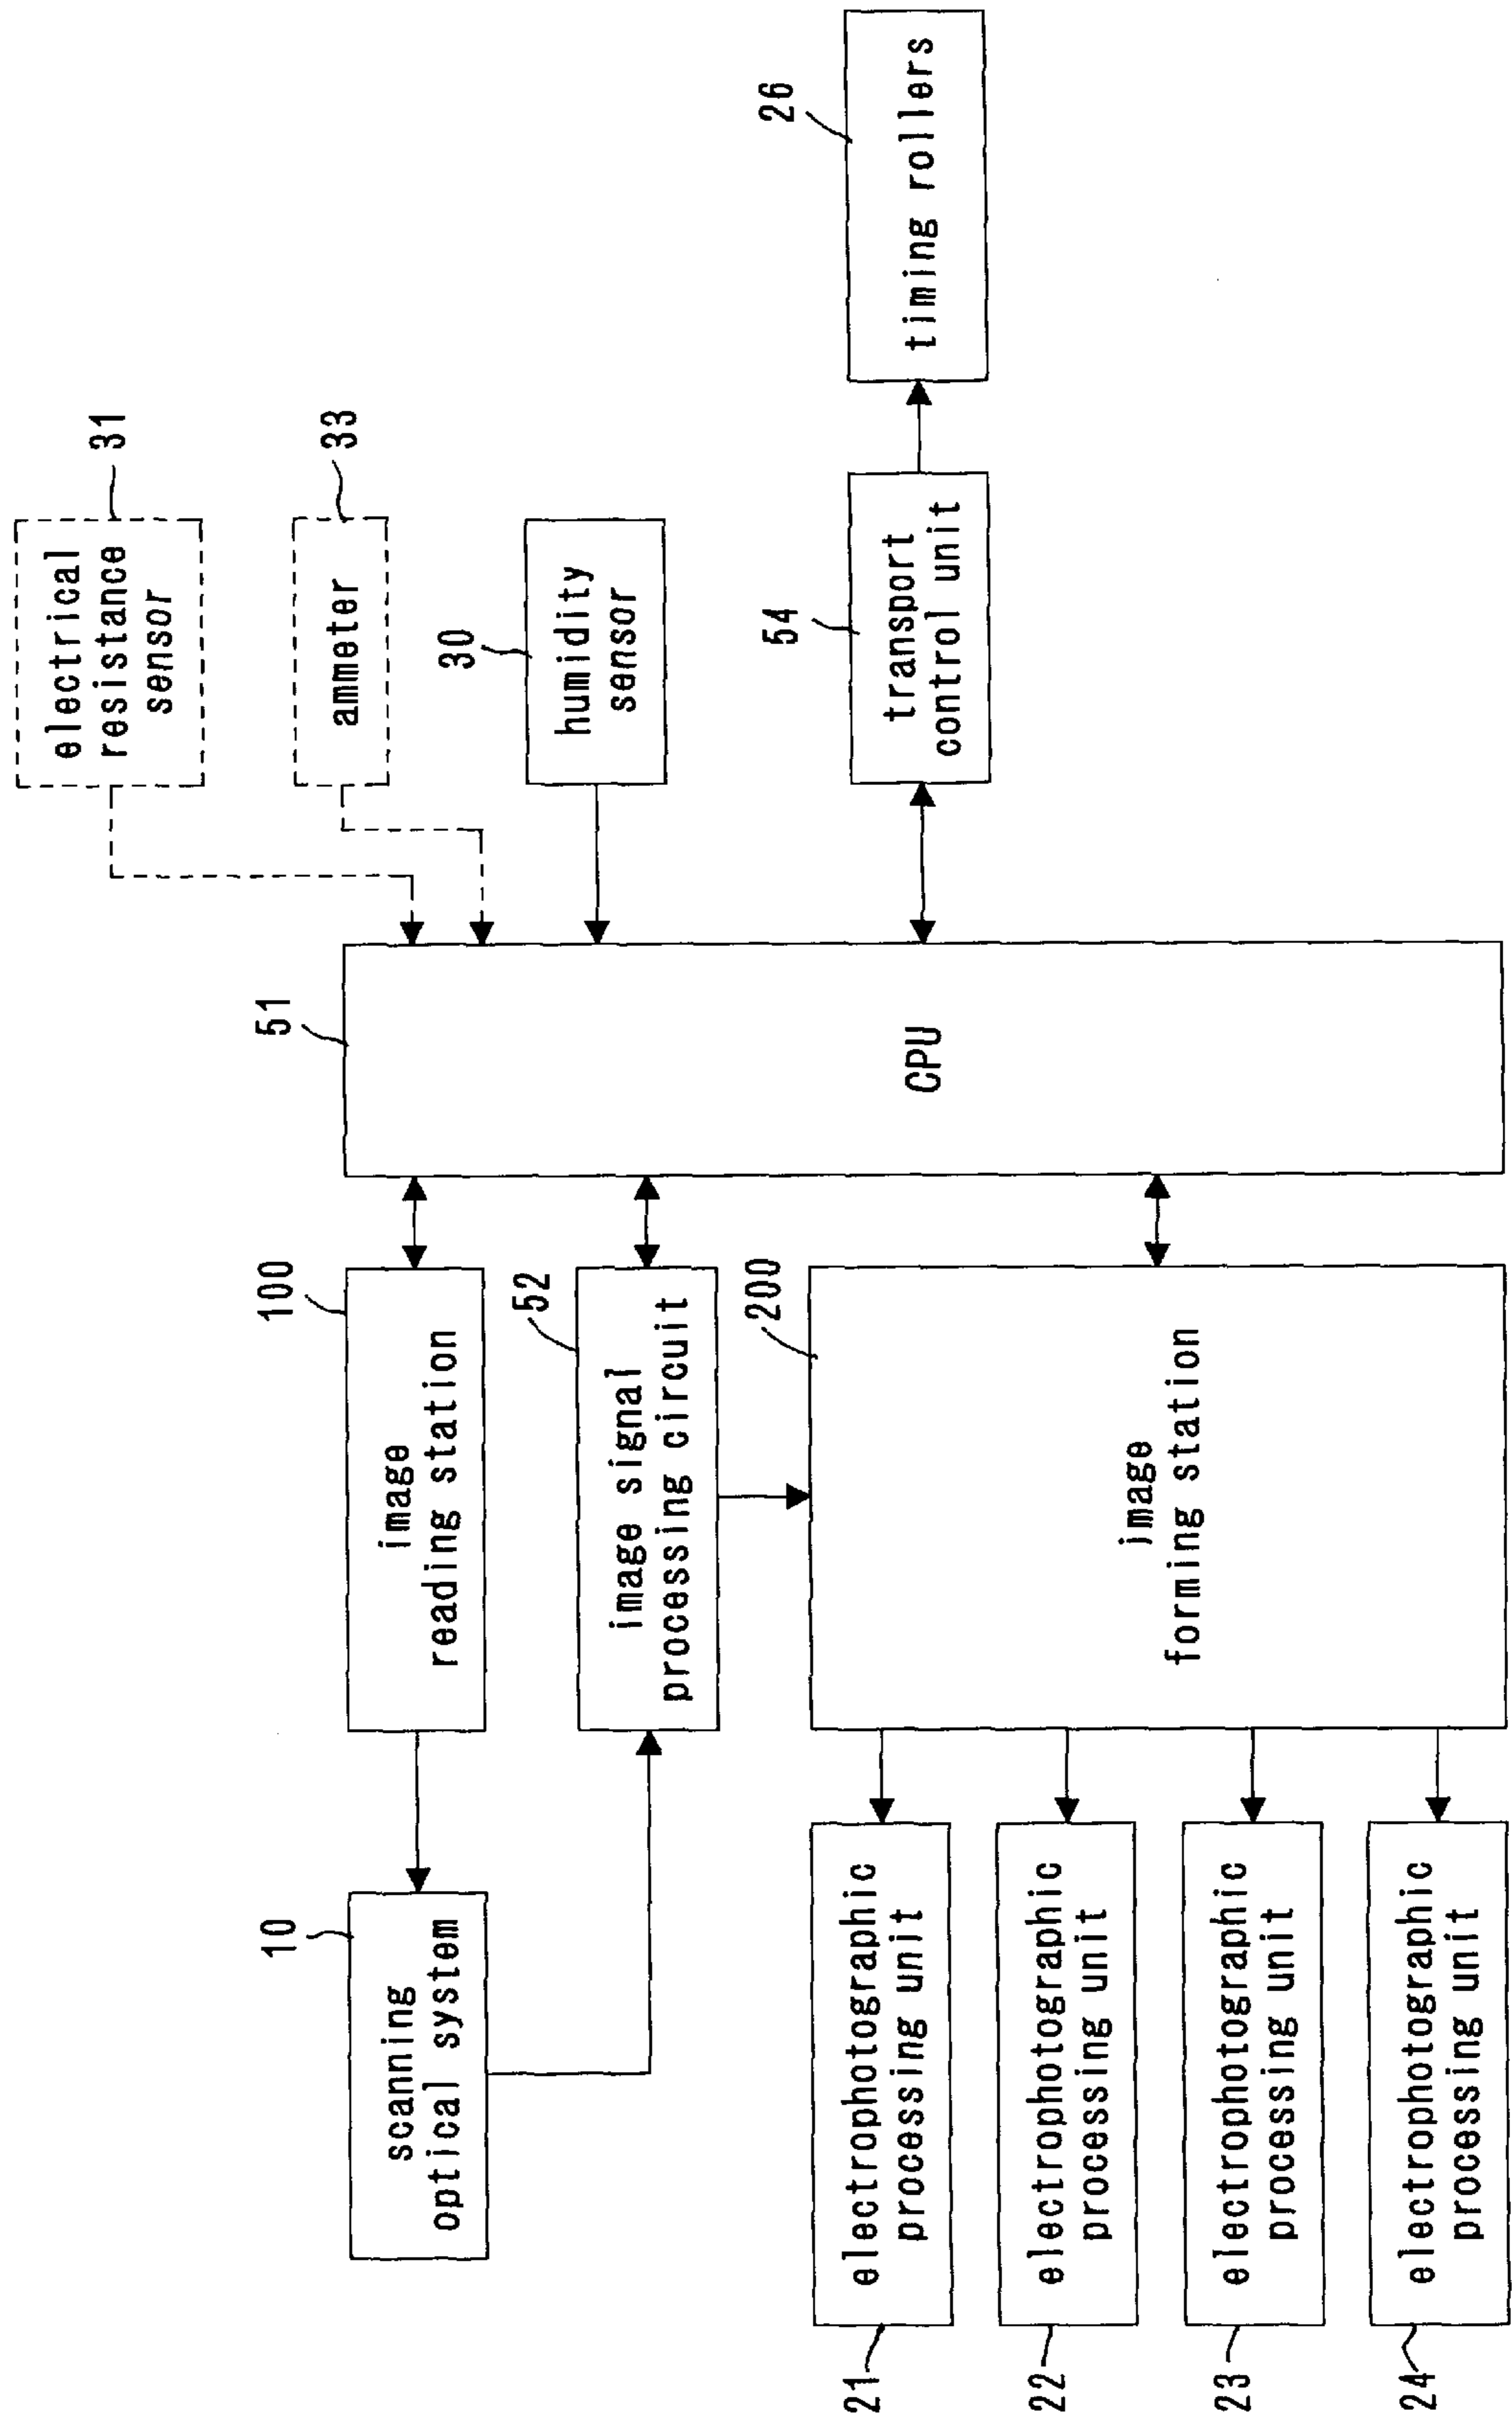 31
electrical
resistance
sensor
33
ammeter
30
humidity
sensor
54
transport
control unit
26
timing rollers
51
CPU
100
image
reading station
52
image signal
processing circuit
200
image
forming station
10
scanning
optical system
21
electrophotographic
processing unit
22
electrophotographic
processing unit
23
electrophotographic
processing unit
24
electrophotographic
processing unit